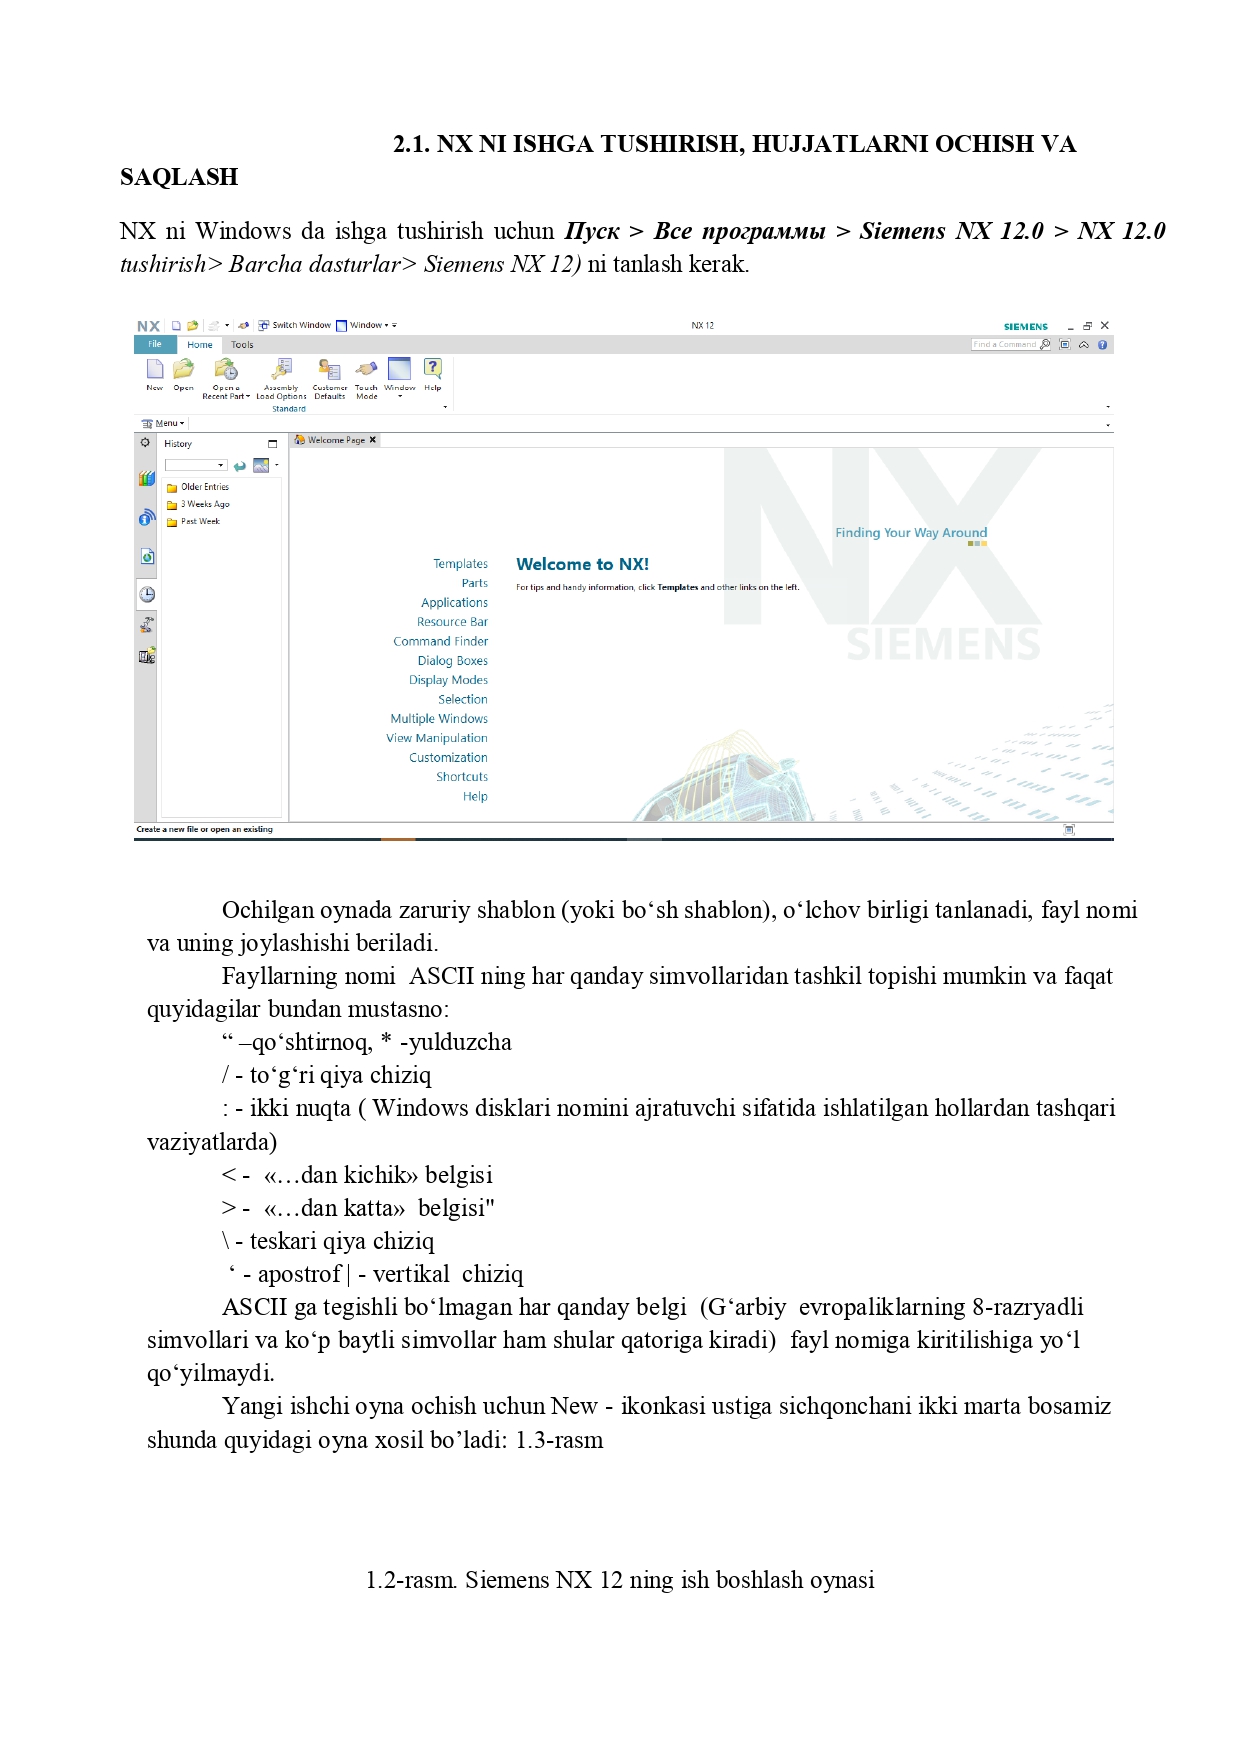 2.1. NX NI ISHGA TUSHIRISH, HUJJATLARNI OCHISH VA
SAQLASH
NX ni Windows da ishga tushirish uchun Пуск > Все программы > Siemens NX 12.0 > NX 12.0
tushirish> Barcha dasturlar> Siemens NX 12) ni tanlash kerak.
NX Switch Window Window NX 12 SIEMENS
File Home Tools Find a Command
New Open Open a Recent Part Assembly Load Options Customer Defaults Touch Mode Window Help
Standard
Menu
History Welcome Page
Older Entries
3 Weeks Ago
Past Week
NX
SIEMENS
Finding Your Way Around
Welcome to NX!
For tips and handy information, click Templates and other links on the left.
Templates
Parts
Applications
Resource Bar
Command Finder
Dialog Boxes
Display Modes
Selection
Multiple Windows
View Manipulation
Customization
Shortcuts
Help
Create a new file or open an existing
Ochilgan oynada zaruriy shablon (yoki bo‘sh shablon), o‘lchov birligi tanlanadi, fayl nomi
va uning joylashishi beriladi.
Fayllarning nomi ASCII ning har qanday simvollaridan tashkil topishi mumkin va faqat
quyidagilar bundan mustasno:
“ –qo‘shtirnoq, * -yulduzcha
/ - to‘g‘ri qiya chiziq
: - ikki nuqta ( Windows disklari nomini ajratuvchi sifatida ishlatilgan hollardan tashqari
vaziyatlarda)
< - «…dan kichik» belgisi
> - «…dan katta» belgisi"
\ - teskari qiya chiziq
‘ - apostrof | - vertikal chiziq
ASCII ga tegishli bo‘lmagan har qanday belgi (G‘arbiy evropaliklarning 8-razryadli
simvollari va ko‘p baytli simvollar ham shular qatoriga kiradi) fayl nomiga kiritilishiga yo‘l
qo‘yilmaydi.
Yangi ishchi oyna ochish uchun New - ikonkasi ustiga sichqonchani ikki marta bosamiz
shunda quyidagi oyna xosil bo’ladi: 1.3-rasm
1.2-rasm. Siemens NX 12 ning ish boshlash oynasi